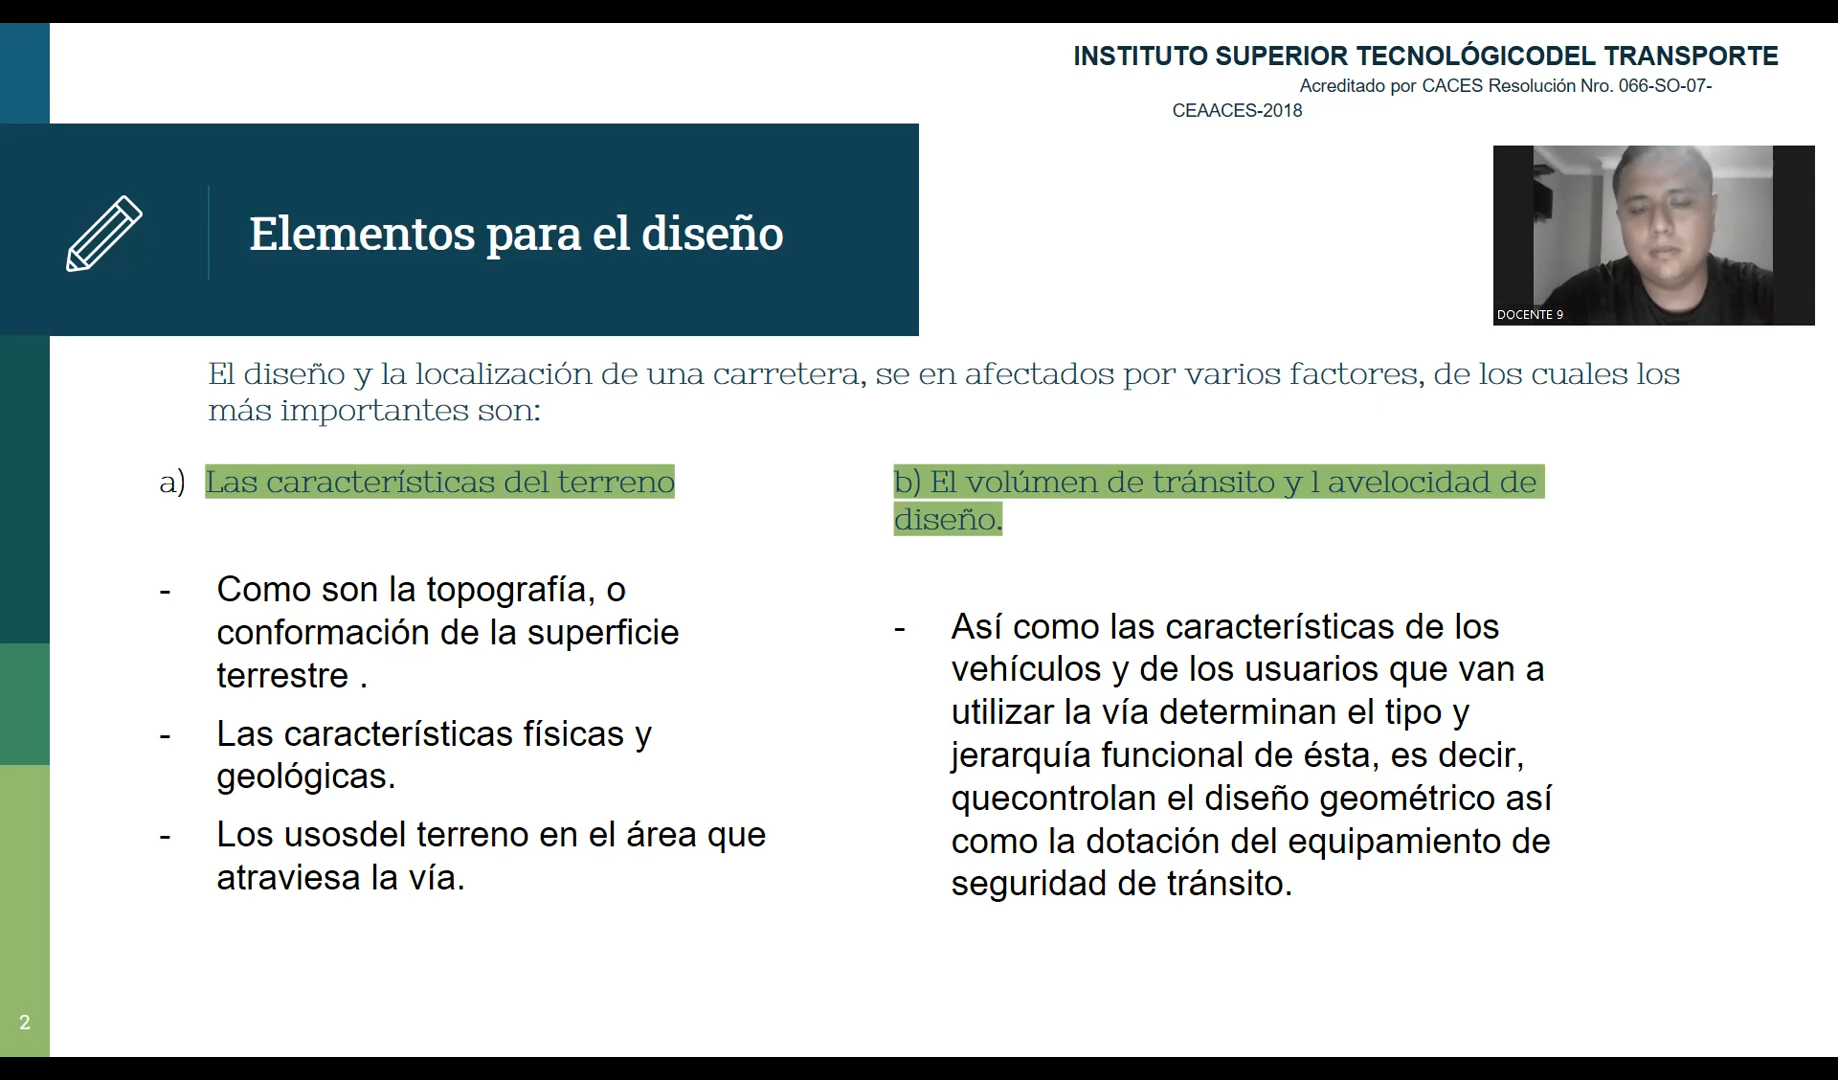 INSTITUTO SUPERIOR TECNOLÓGICODEL TRANSPORTE
Acreditado por CACES Resolución Nro. 066-SO-07-
CEAACES-2018
Elementos para el diseño
DOCENTE 9
El diseño y la localización de una carretera, se en afectados por varios factores, de los cuales los
más importantes son:
a) Las características del terreno
- Como son la topografía, o
conformación de la superficie
terrestre .
- Las características físicas y
geológicas.
- Los usosdel terreno en el área que
atraviesa la vía.
b) El volúmen de tránsito y l avelocidad de
diseño.
- Así como las características de los
vehículos y de los usuarios que van a
utilizar la vía determinan el tipo y
jerarquía funcional de ésta, es decir,
quecontrolan el diseño geométrico así
como la dotación del equipamiento de
seguridad de tránsito.
2